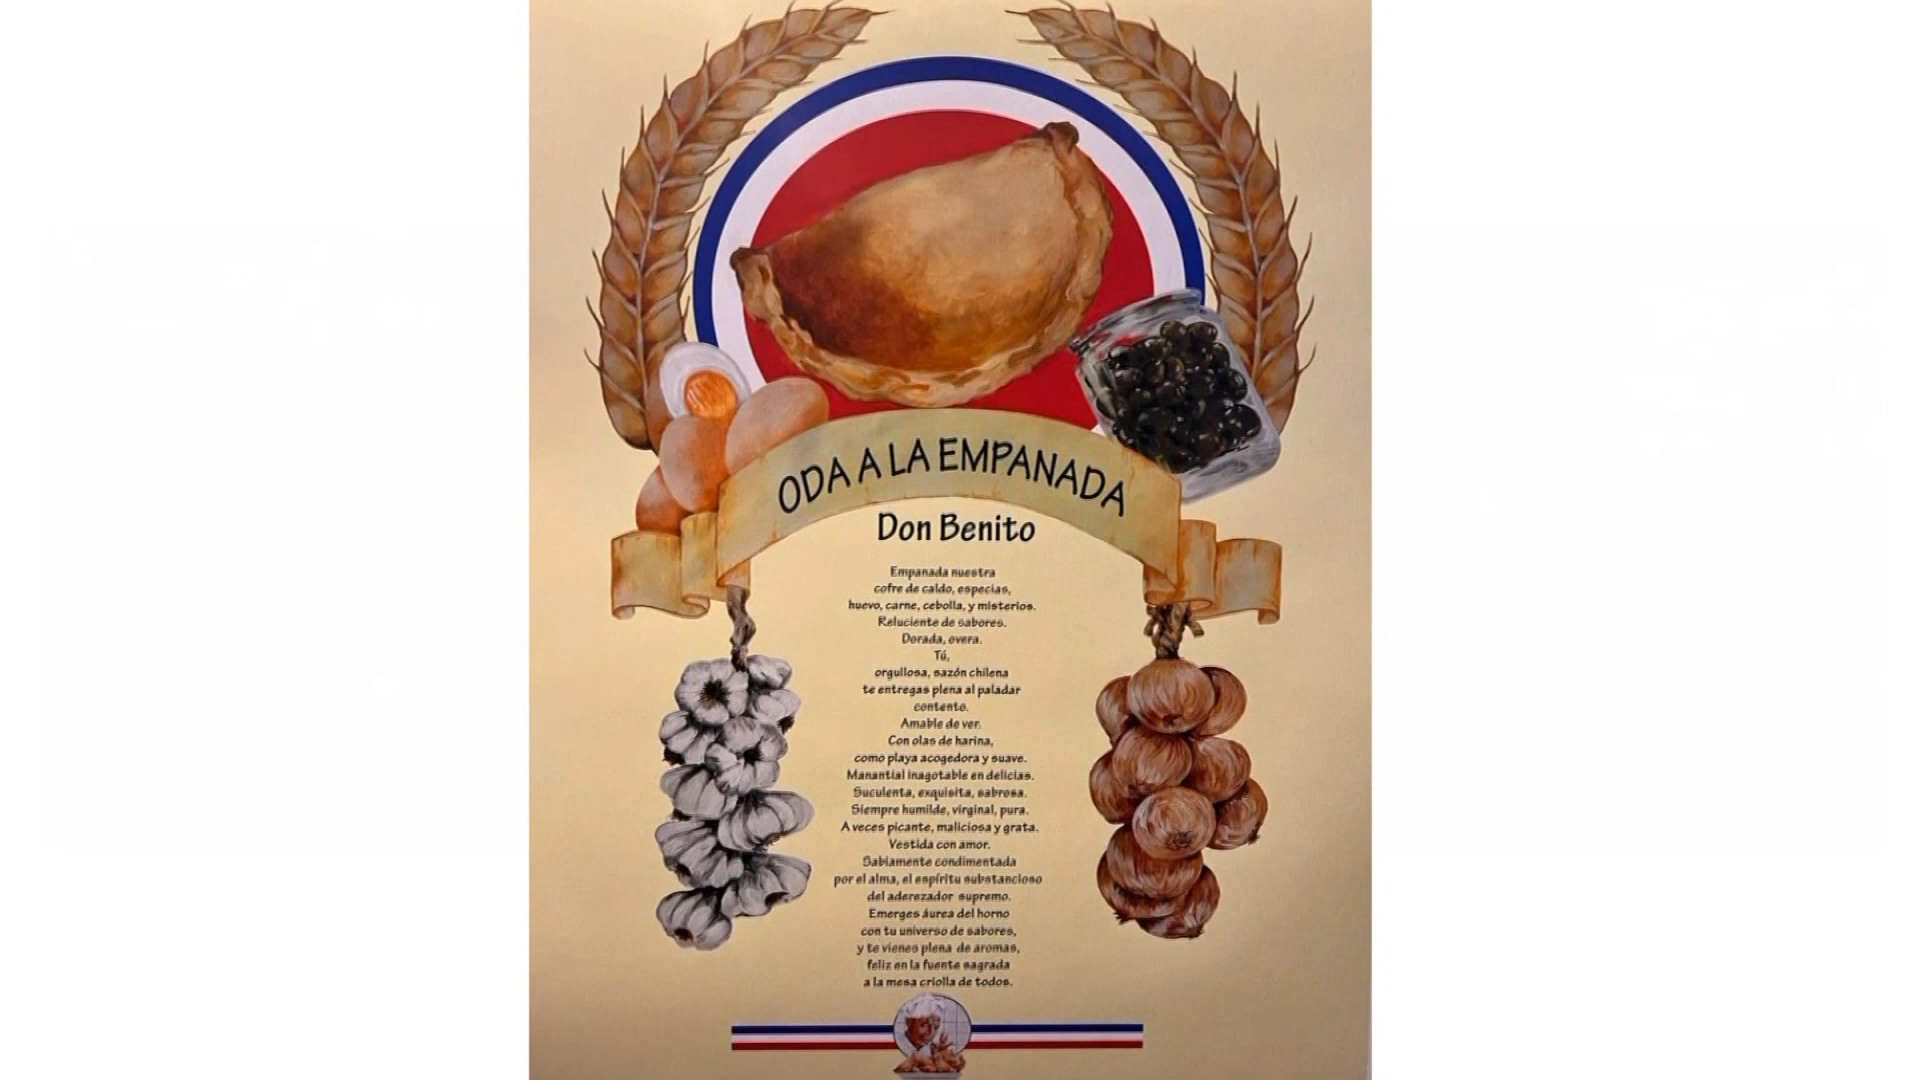 ODA A LA EMPANADA
Don Benito
Empanada nuestra
cofre de caldo, especias,
huevo, carne, cebolla, y misterios.
Reluciente de sabores.
Dorada, overa.
Tú,
orgullosa, sazón chilena
te entregas plena al paladar
contento.
Amable de ver.
Con olas de harina,
como playa acogedora y suave.
Manantial inagotable en delicias.
Suculenta, exquisita, sabrosa.
Siempre humilde, virginal, pura.
A veces picante, maliciosa y grata.
Vestida con amor.
Sabiamente condimentada
por el alma, el espíritu substancioso
del aderezador supremo.
Emerges áurea del horno
con tu universo de sabores,
y te vienes plena de aromas,
feliz en la fuente sagrada
a la mesa criolla de todos.